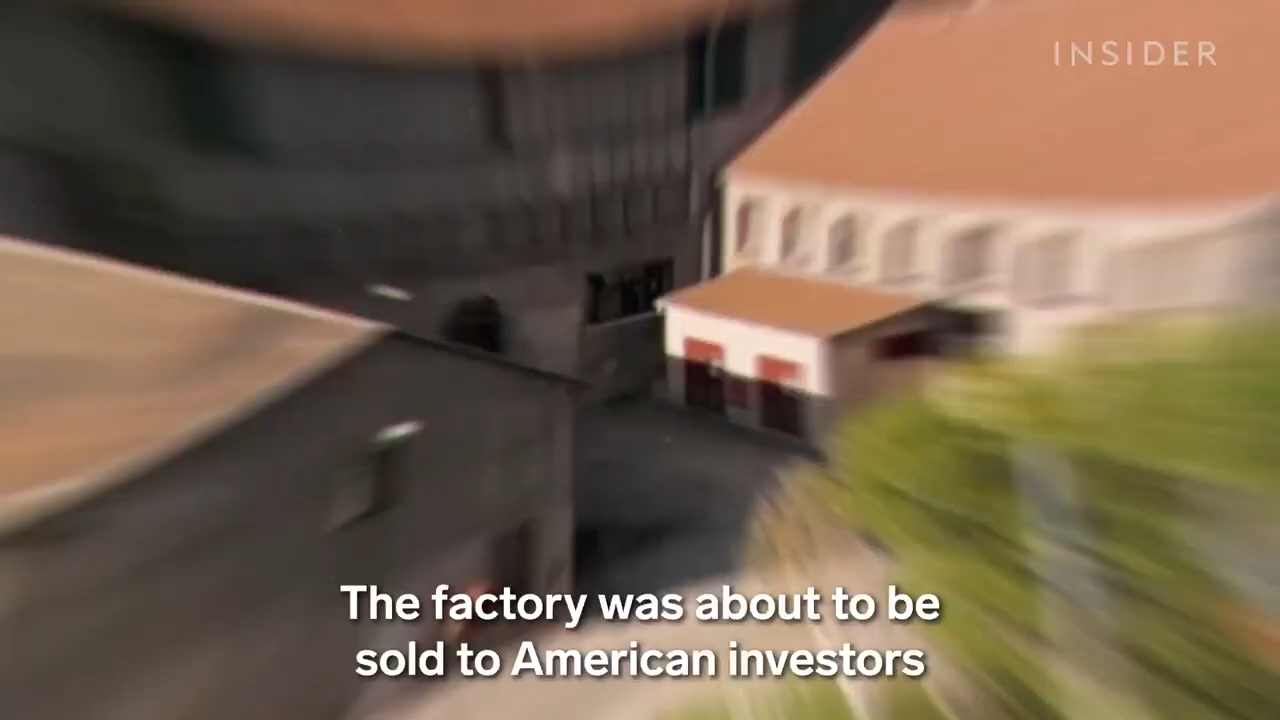 INSIDER
The factory was about to be
sold to American investors